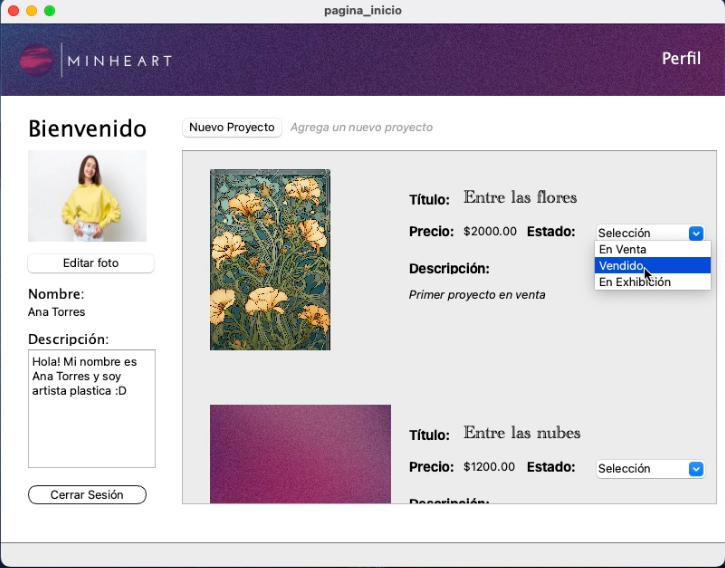 pagina_inicio
MINHEART
Perfil
Bienvenido
Nuevo Proyecto
Agrega un nuevo proyecto
Editar foto
Nombre:
Ana Torres
Descripción:
Hola! Mi nombre es
Ana Torres y soy
artista plastica :D
Cerrar Sesión
Título: Entre las flores
Precio: $2000.00 Estado: Selección
En Venta
Vendido
En Exhibición
Descripción:
Primer proyecto en venta
Título: Entre las nubes
Precio: $1200.00 Estado: Selección
Descripción: